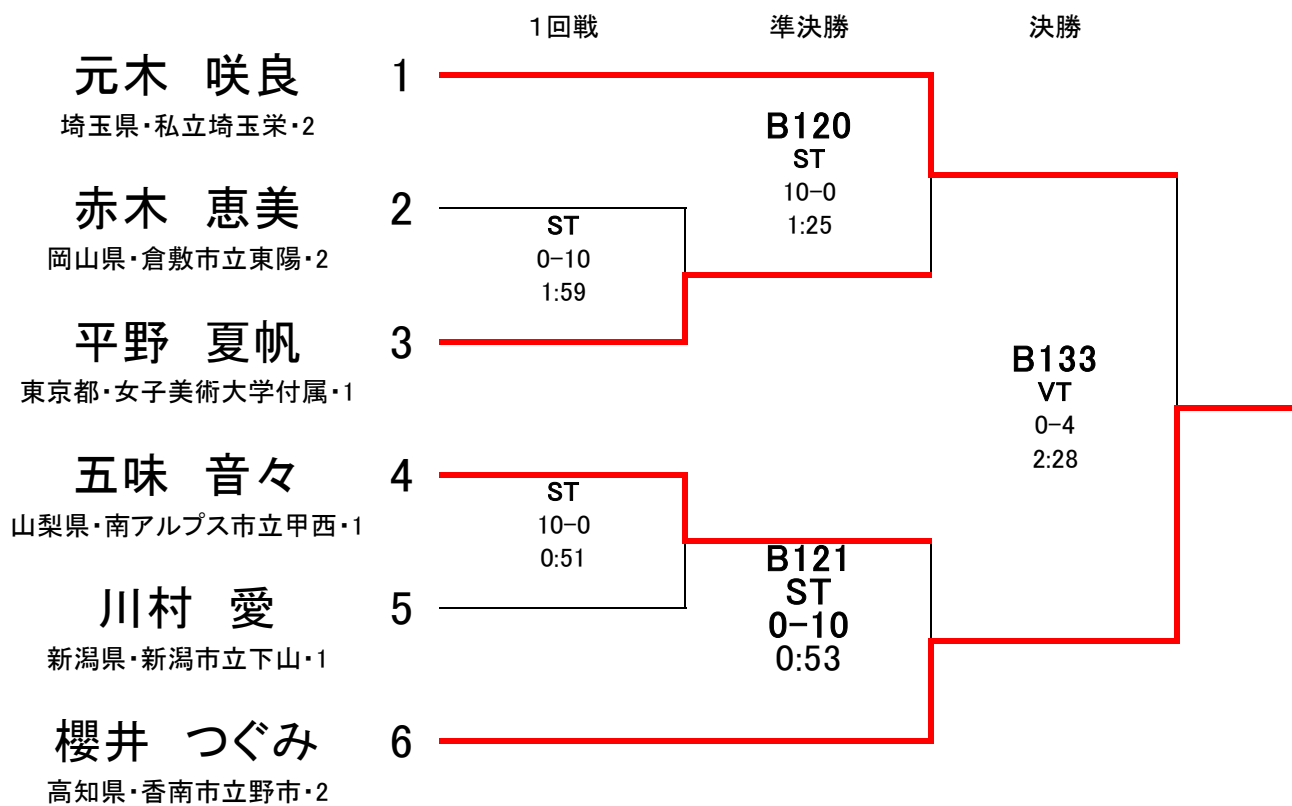 1回戦
準決勝
決勝
元木　咲良 1
埼玉県・私立埼玉栄・2
B120
ST
10-0
1:25
赤木　恵美 2
岡山県・倉敷市立東陽・2
ST
0-10
1:59
平野　夏帆 3
東京都・女子美術大学付属・1
B133
VT
0-4
2:28
五味　音々 4
山梨県・南アルプス市立甲西・1
ST
10-0
0:51
B121
ST
0-10
0:53
川村　愛 5
新潟県・新潟市立下山・1
櫻井　つぐみ 6
高知県・香南市立野市・2